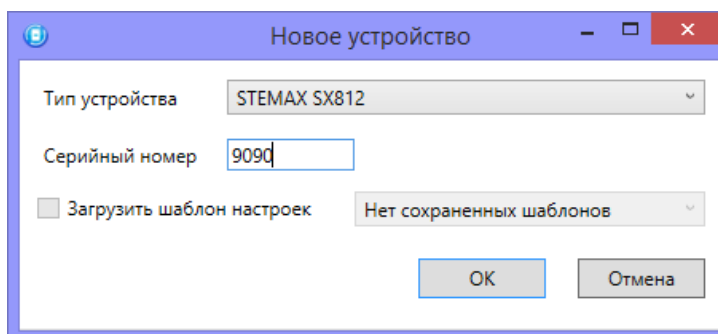 Новое устройство
Тип устройства STEMAX SX812
Серийный номер 9090
Загрузить шаблон настроек Нет сохраненных шаблонов
OK Отмена